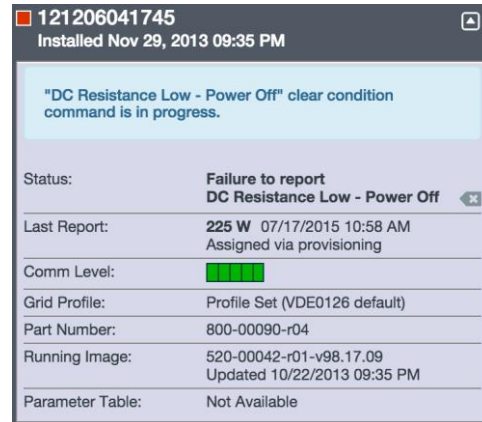 121206041745
Installed Nov 29, 2013 09:35 PM
"DC Resistance Low - Power Off" clear condition
command is in progress.
Status: Failure to report
DC Resistance Low - Power Off
Last Report: 225 W 07/17/2015 10:58 AM
Assigned via provisioning
Comm Level:
Grid Profile: Profile Set (VDE0126 default)
Part Number: 800-00090-r04
Running Image: 520-00042-r01-v98.17.09
Updated 10/22/2013 09:35 PM
Parameter Table: Not Available